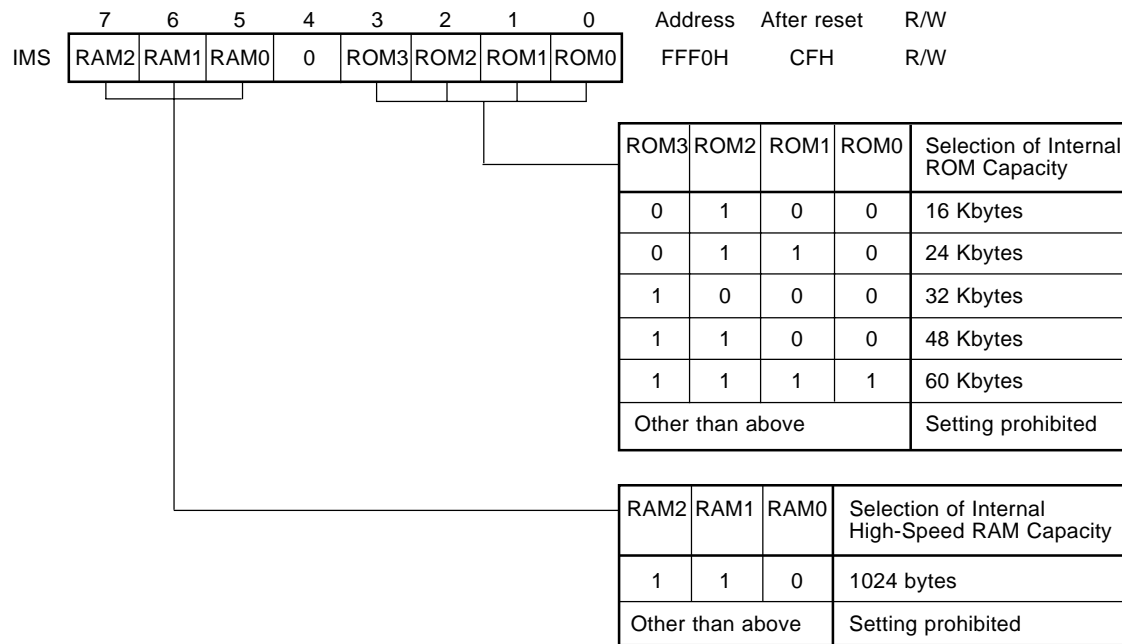 7 6 5 4 3 2 1 0 Address After reset R/W
IMS RAM2 RAM1 RAM0 0 ROM3 ROM2 ROM1 ROM0 FFF0H CFH R/W
ROM3 ROM2 ROM1 ROM0 Selection of Internal
ROM Capacity
0 1 0 0 16 Kbytes
0 1 1 0 24 Kbytes
1 0 0 0 32 Kbytes
1 1 0 0 48 Kbytes
1 1 1 1 60 Kbytes
Other than above Setting prohibited
RAM2 RAM1 RAM0 Selection of Internal
High-Speed RAM Capacity
1 1 0 1024 bytes
Other than above Setting prohibited